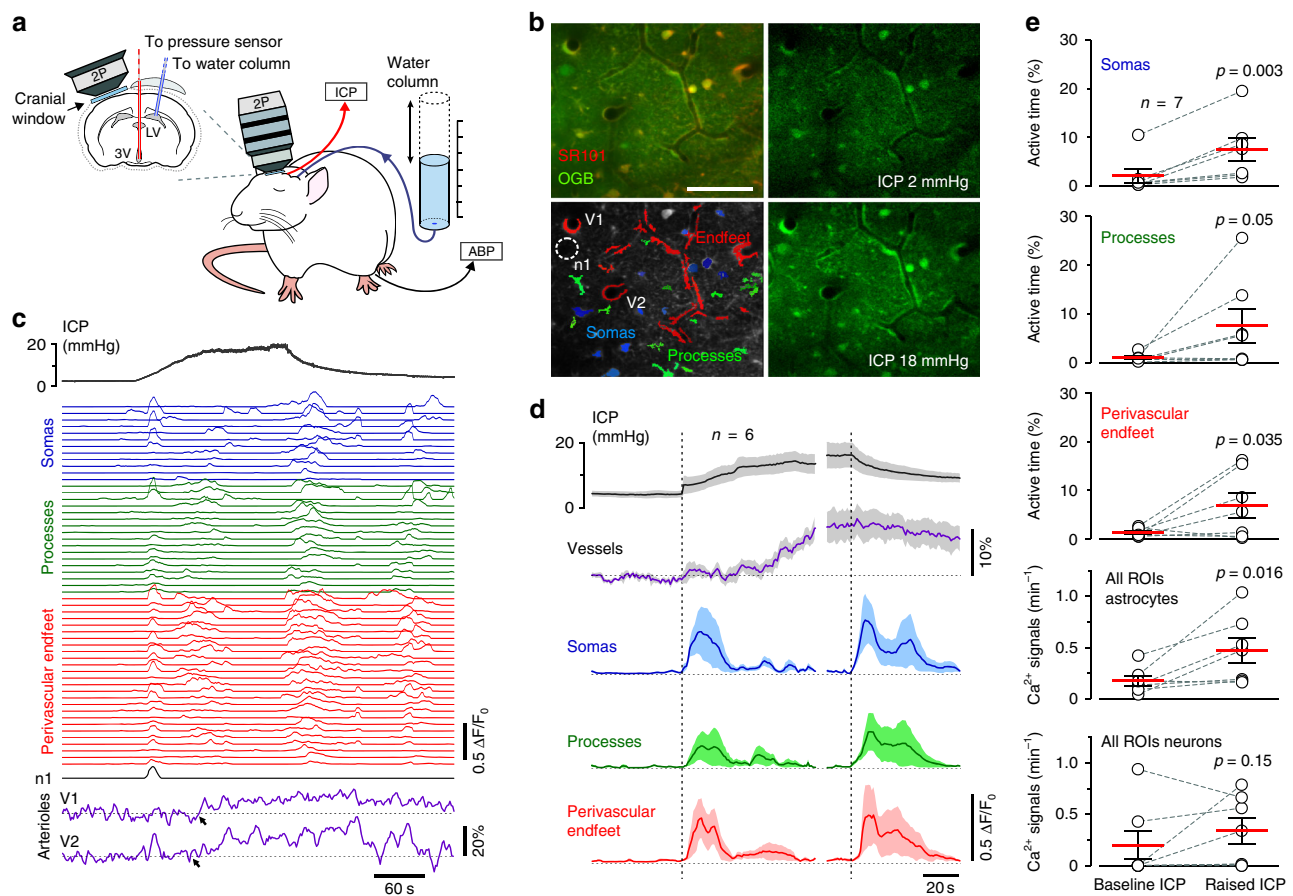 a
To pressure sensor
To water column
2P
Cranial
window
LV
3V
2P
ICP
Water
column
ABP
b
SR101
OGB
ICP 2 mmHg
V1
n1
Endfeet
V2
Somas
Processes
ICP 18 mmHg
c
ICP
(mmHg)
20
0
Somas
Processes
Perivascular endfeet
0.5 ΔF/F0
n1
Arterioles
V1
V2
20%
60 s
d
ICP
(mmHg)
n = 6
20
0
Vessels
10%
Somas
Processes
Perivascular
endfeet
0.5 ΔF/F0
20 s
e
30
20
10
0
Active time (%)
Somas
n = 7
p = 0.003
30
20
10
0
Active time (%)
Processes
p = 0.05
30
20
10
0
Active time (%)
Perivascular
endfeet
p = 0.035
1.0
0.5
0
Ca2+ signals (min−1)
All ROIs
astrocytes
p = 0.016
1.0
0.5
0
Ca2+ signals (min−1)
All ROIs neurons
p = 0.15
Baseline ICP
Raised ICP